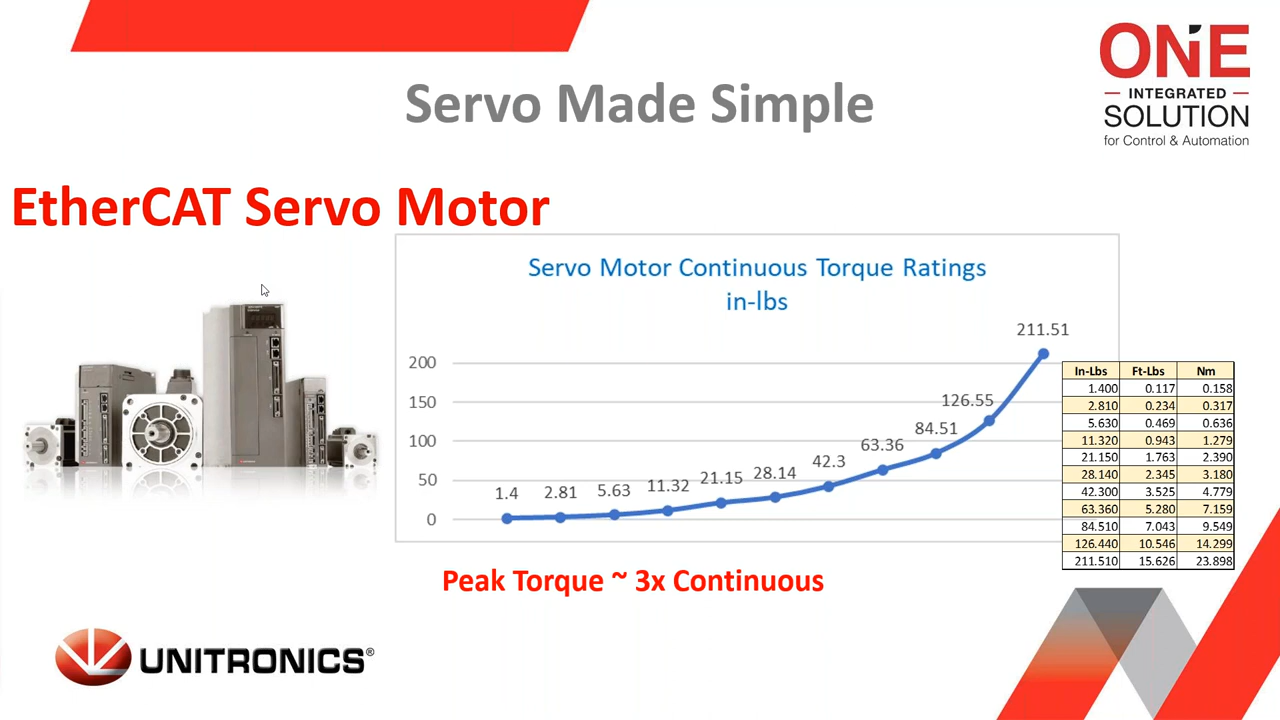 ONE
INTEGRATED
SOLUTION
for Control & Automation
Servo Made Simple
EtherCAT Servo Motor
Servo Motor Continuous Torque Ratings
in-lbs
200
150
100
50
0
1.4
2.81
5.63
11.32
21.15
28.14
42.3
63.36
84.51
126.55
211.51
In-Lbs Ft-Lbs Nm
1.400 0.117 0.158
2.810 0.234 0.317
5.630 0.469 0.636
11.320 0.943 1.279
21.150 1.763 2.390
28.140 2.345 3.180
42.300 3.525 4.779
63.360 5.280 7.159
84.510 7.043 9.549
126.440 10.546 14.299
211.510 15.626 23.898
Peak Torque ~ 3x Continuous
UNITRONICS®